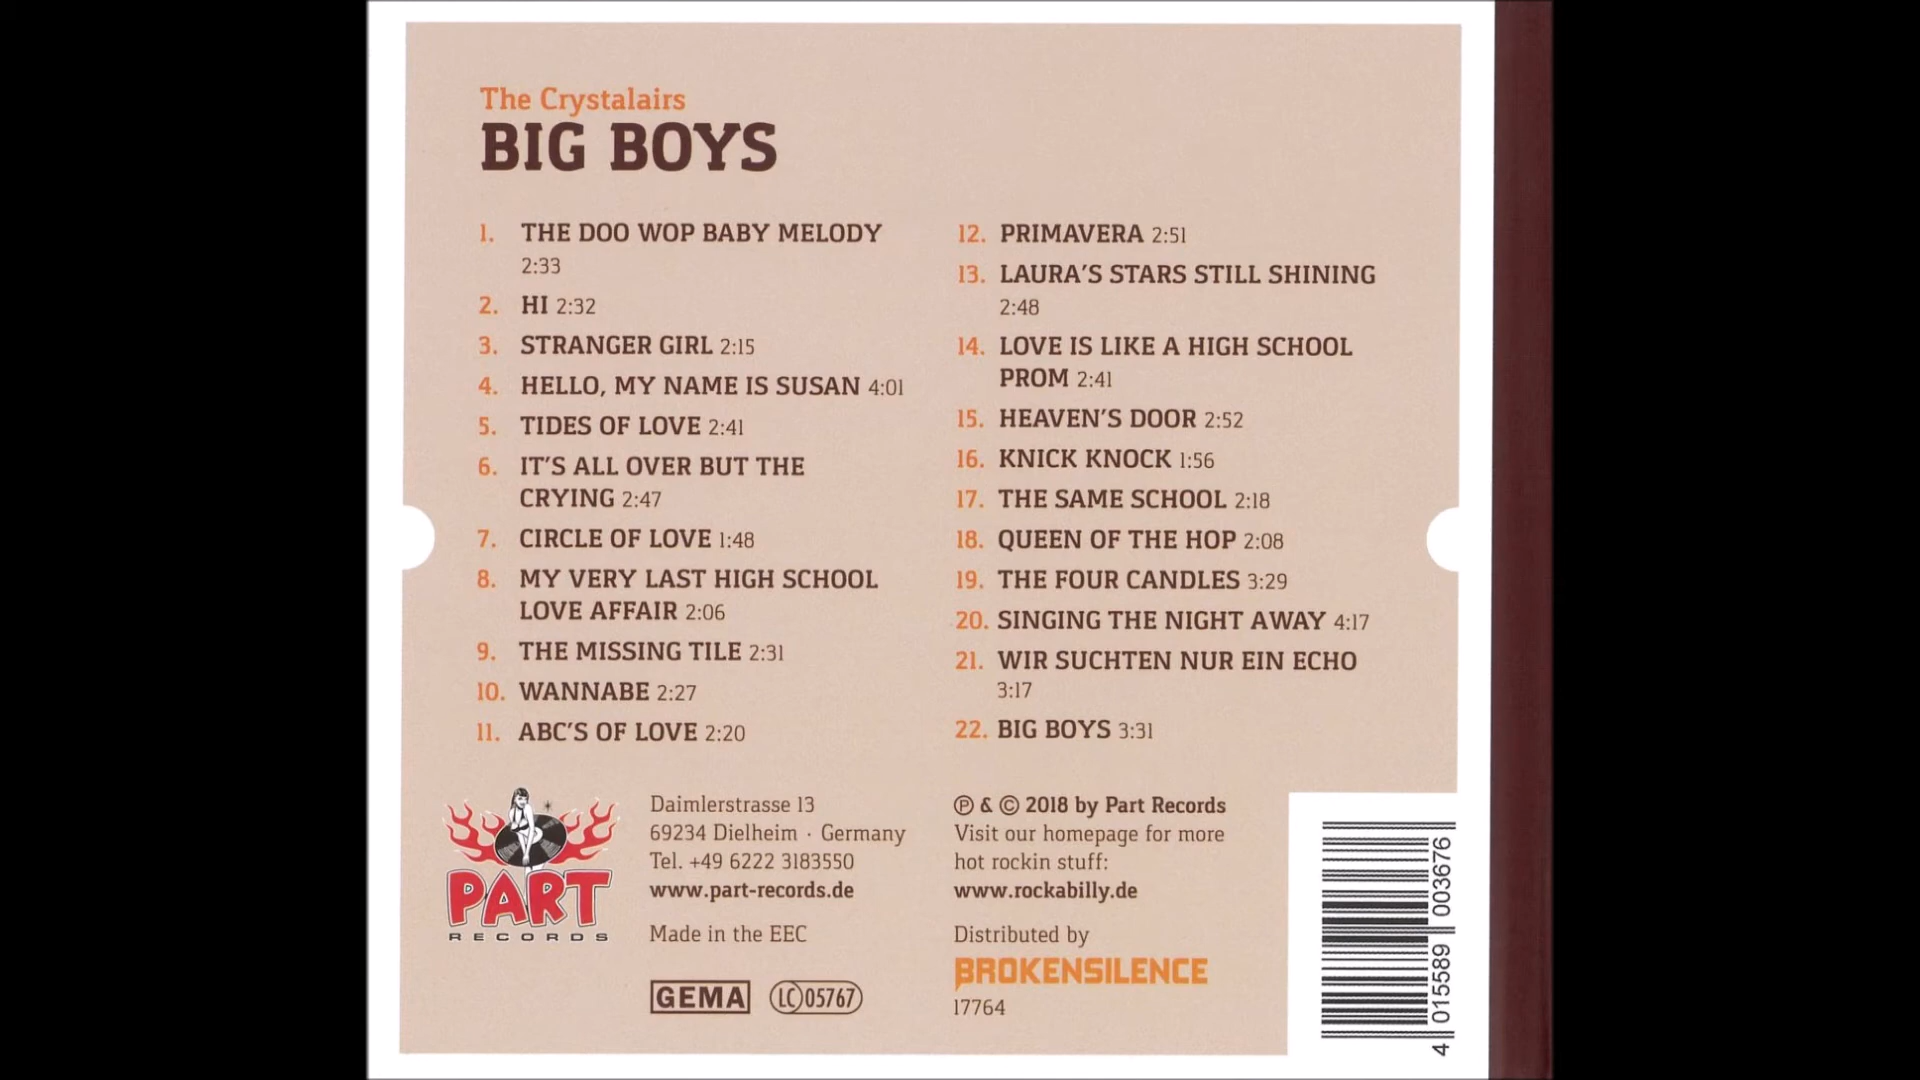 The Crystalairs
BIG BOYS
1. THE DOO WOP BABY MELODY
2:33
2. HI 2:32
3. STRANGER GIRL 2:15
4. HELLO, MY NAME IS SUSAN 4:01
5. TIDES OF LOVE 2:41
6. IT'S ALL OVER BUT THE
CRYING 2:47
7. CIRCLE OF LOVE 1:48
8. MY VERY LAST HIGH SCHOOL
LOVE AFFAIR 2:06
9. THE MISSING TILE 2:31
10. WANNABE 2:27
11. ABC'S OF LOVE 2:20
12. PRIMAVERA 2:51
13. LAURA'S STARS STILL SHINING
2:48
14. LOVE IS LIKE A HIGH SCHOOL
PROM 2:41
15. HEAVEN'S DOOR 2:52
16. KNICK KNOCK 1:56
17. THE SAME SCHOOL 2:18
18. QUEEN OF THE HOP 2:08
19. THE FOUR CANDLES 3:29
20. SINGING THE NIGHT AWAY 4:17
21. WIR SUCHTEN NUR EIN ECHO
3:17
22. BIG BOYS 3:31
PART
RECORDS
Daimlerstrasse 13
69234 Dielheim · Germany
Tel. +49 6222 3183550
www.part-records.de
Made in the EEC
GEMA LC 05767
℗ & © 2018 by Part Records
Visit our homepage for more
hot rockin stuff:
www.rockabilly.de
Distributed by
BROKENSILENCE
17764
4 015589 003676